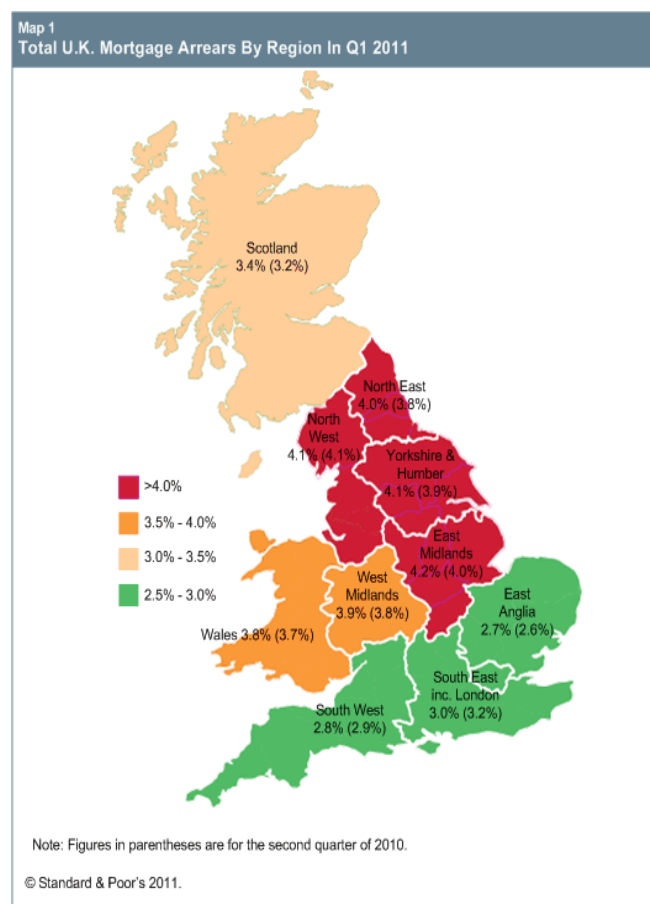 Map 1
Total U.K. Mortgage Arrears By Region In Q1 2011
Scotland
3.4% (3.2%)
North East
4.0% (3.8%)
North
West
4.1% (4.1%)
Yorkshire &
Humber
4.1% (3.9%)
>4.0%
3.5% - 4.0%
3.0% - 3.5%
2.5% - 3.0%
East
Midlands
4.2% (4.0%)
West
Midlands
3.9% (3.8%)
East
Anglia
2.7% (2.6%)
Wales 3.8% (3.7%)
South East
inc. London
3.0% (3.2%)
South West
2.8% (2.9%)
Note: Figures in parentheses are for the second quarter of 2010.
© Standard & Poor's 2011.